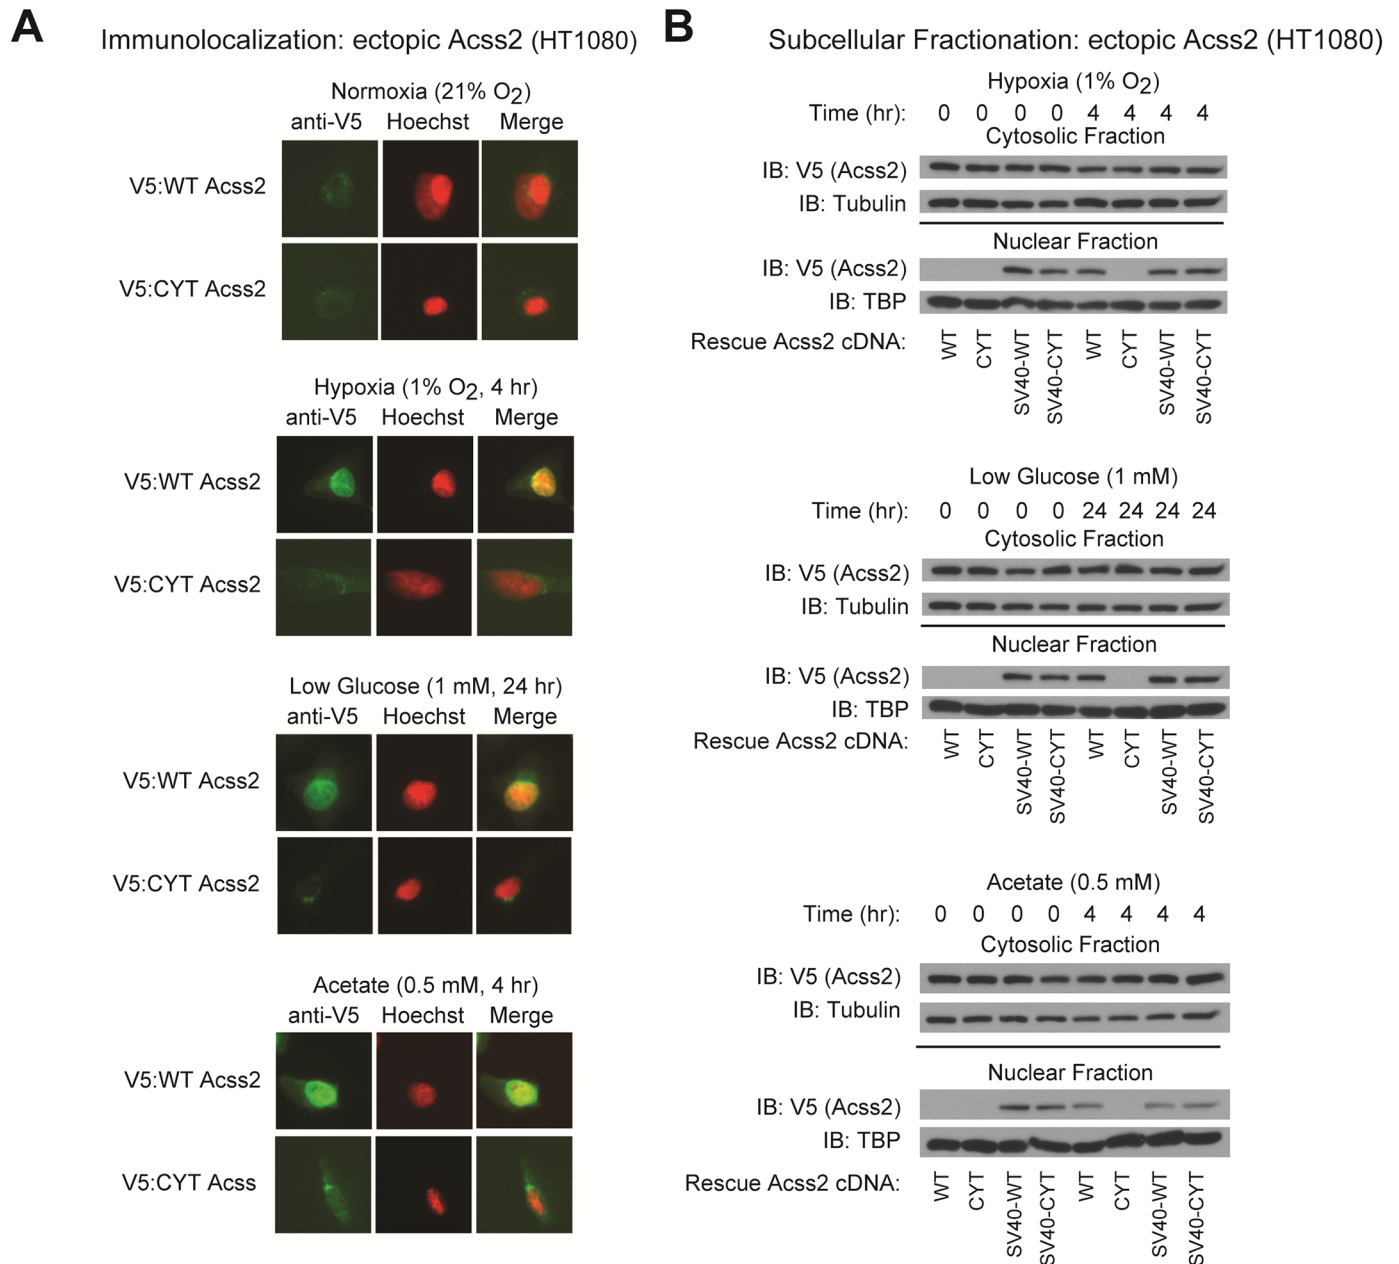 A
Immunolocalization: ectopic Acss2 (HT1080)
Normoxia (21% O2)
anti-V5 Hoechst Merge
V5:WT Acss2
V5:CYT Acss2
Hypoxia (1% O2, 4 hr)
anti-V5 Hoechst Merge
V5:WT Acss2
V5:CYT Acss2
Low Glucose (1 mM, 24 hr)
anti-V5 Hoechst Merge
V5:WT Acss2
V5:CYT Acss2
Acetate (0.5 mM, 4 hr)
anti-V5 Hoechst Merge
V5:WT Acss2
V5:CYT Acss
B
Subcellular Fractionation: ectopic Acss2 (HT1080)
Hypoxia (1% O2)
Time (hr): 0 0 0 0 4 4 4 4
Cytosolic Fraction
IB: V5 (Acss2)
IB: Tubulin
Nuclear Fraction
IB: V5 (Acss2)
IB: TBP
Rescue Acss2 cDNA: WT CYT SV40-WT SV40-CYT WT CYT SV40-WT SV40-CYT
Low Glucose (1 mM)
Time (hr): 0 0 0 0 24 24 24 24
Cytosolic Fraction
IB: V5 (Acss2)
IB: Tubulin
Nuclear Fraction
IB: V5 (Acss2)
IB: TBP
Rescue Acss2 cDNA: WT CYT SV40-WT SV40-CYT WT CYT SV40-WT SV40-CYT
Acetate (0.5 mM)
Time (hr): 0 0 0 0 4 4 4 4
Cytosolic Fraction
IB: V5 (Acss2)
IB: Tubulin
Nuclear Fraction
IB: V5 (Acss2)
IB: TBP
Rescue Acss2 cDNA: WT CYT SV40-WT SV40-CYT WT CYT SV40-WT SV40-CYT